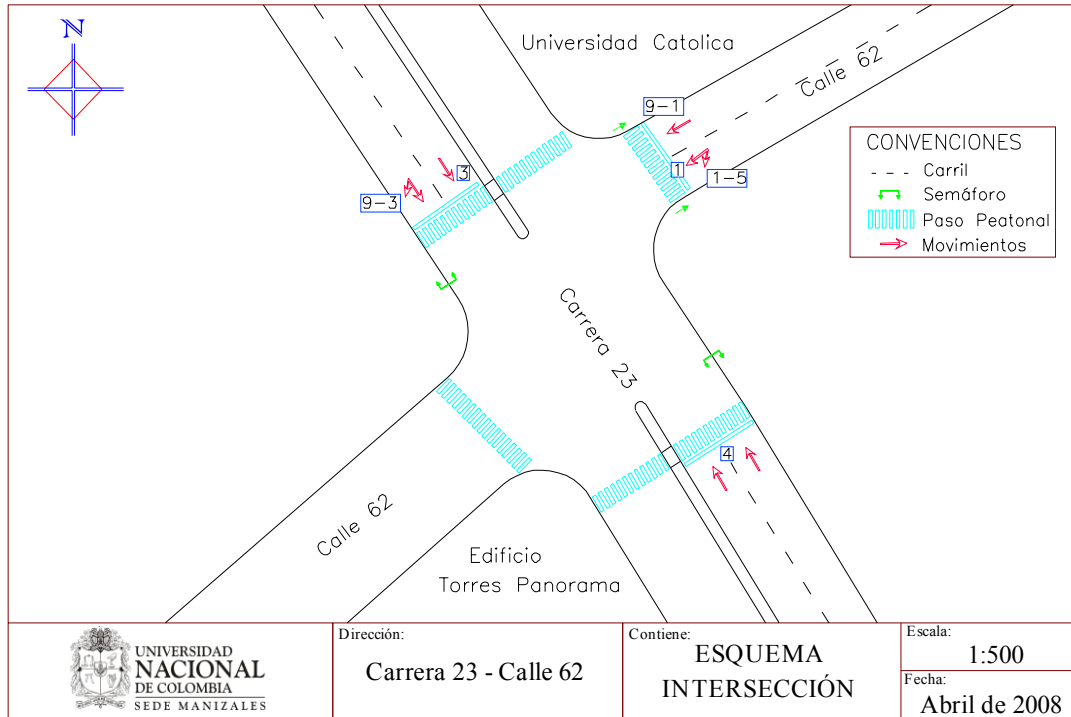 N
Universidad Catolica
Calle 62
9-1
1
1-5
3
9-3
CONVENCIONES
Carril
Semáforo
Paso Peatonal
Movimientos
Carrera 23
4
Calle 62
Edificio
Torres Panorama
UNIVERSIDAD
NACIONAL
DE COLOMBIA
SEDE MANIZALES
Dirección:
Carrera 23 - Calle 62
Contiene:
ESQUEMA
INTERSECCIÓN
Escala:
1:500
Fecha:
Abril de 2008